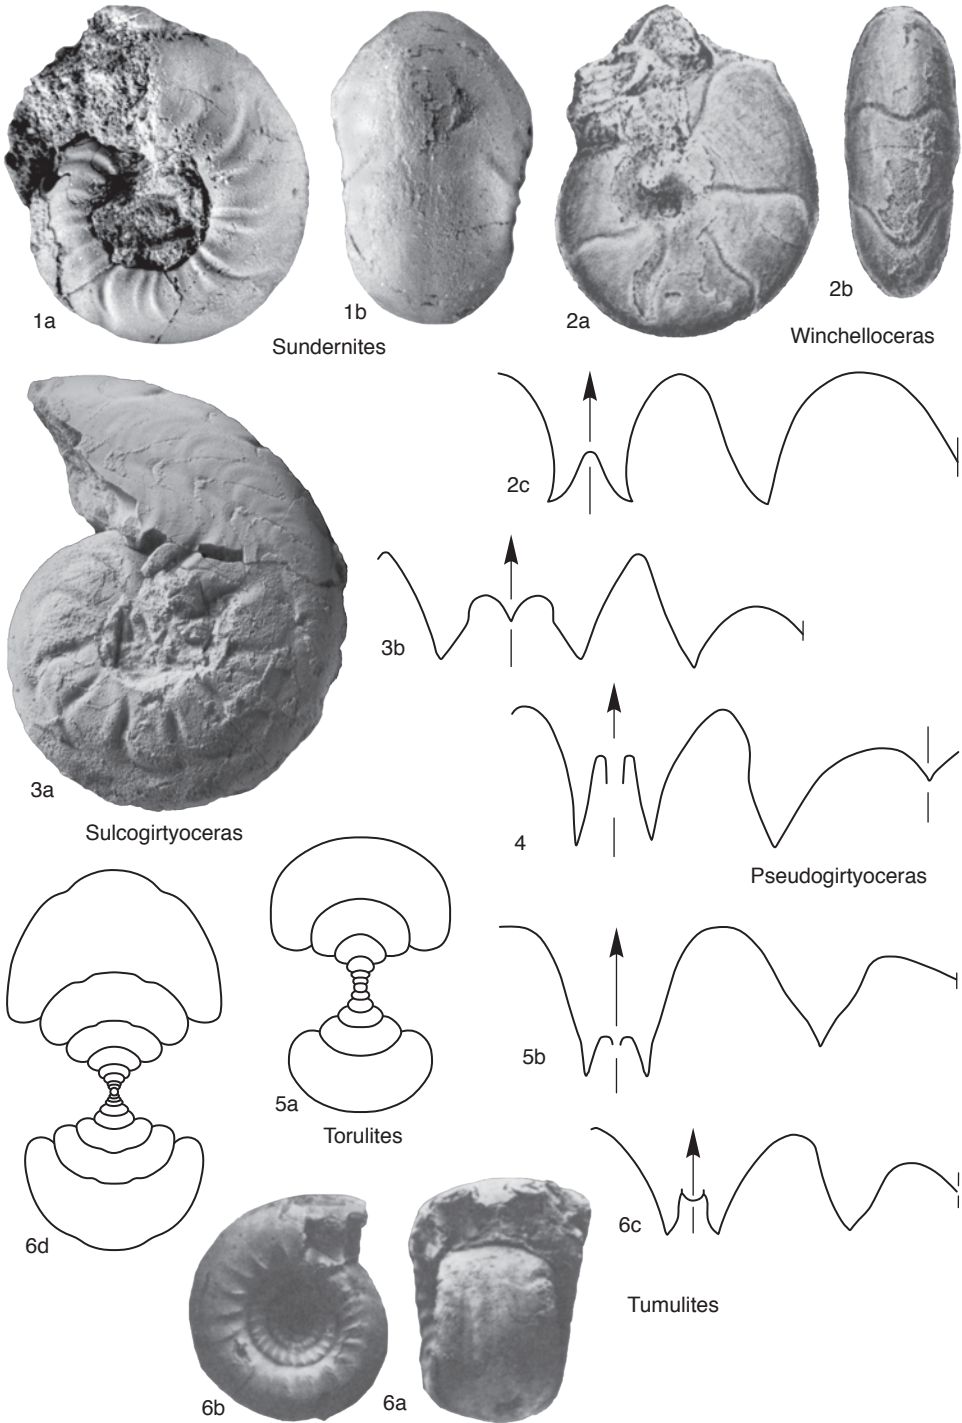 1a
1b
2a
2b
Sundernites
Winchelloceras
2c
3b
3a
4
Sulcogirtyoceras
Pseudogirtyoceras
5b
5a
Torulites
6d
6c
Tumulites
6b
6a